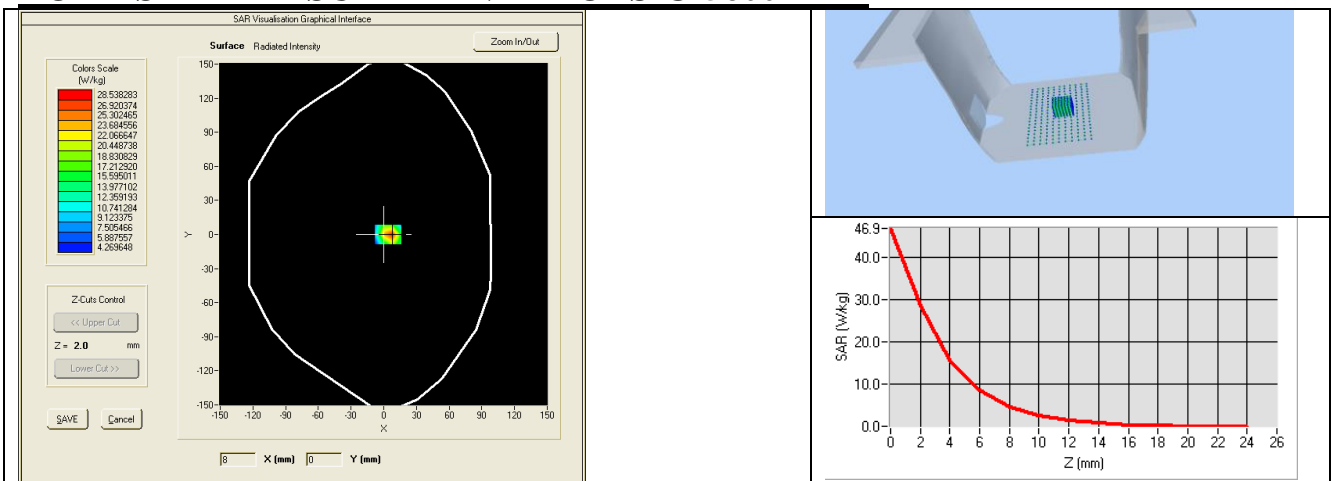 SAR Visualisation Graphical Interface
Surface Radiated Intensity
Zoom In/Out
Colors Scale
(W/kg)
28.538283
26.920374
25.302465
23.684556
22.066647
20.448738
18.830829
17.212920
15.595011
13.977102
12.359193
10.741284
9.123375
7.505466
5.887557
4.269648
Z-Cuts Control
<< Upper Cut
Z = 2.0 mm
Lower Cut >>
SAVE Cancel
150-
120-
90-
60-
30-
Y 0-
-30-
-60-
-90-
-120-
-150-
-150 -120 -90 -60 -30 0 30 60 90 120 150
X
8 X (mm) 0 Y (mm)
46.9-
40.0-
30.0-
20.0-
10.0-
0.0-
SAR (W/kg)
0 2 4 6 8 10 12 14 16 18 20 22 24 26
Z (mm)